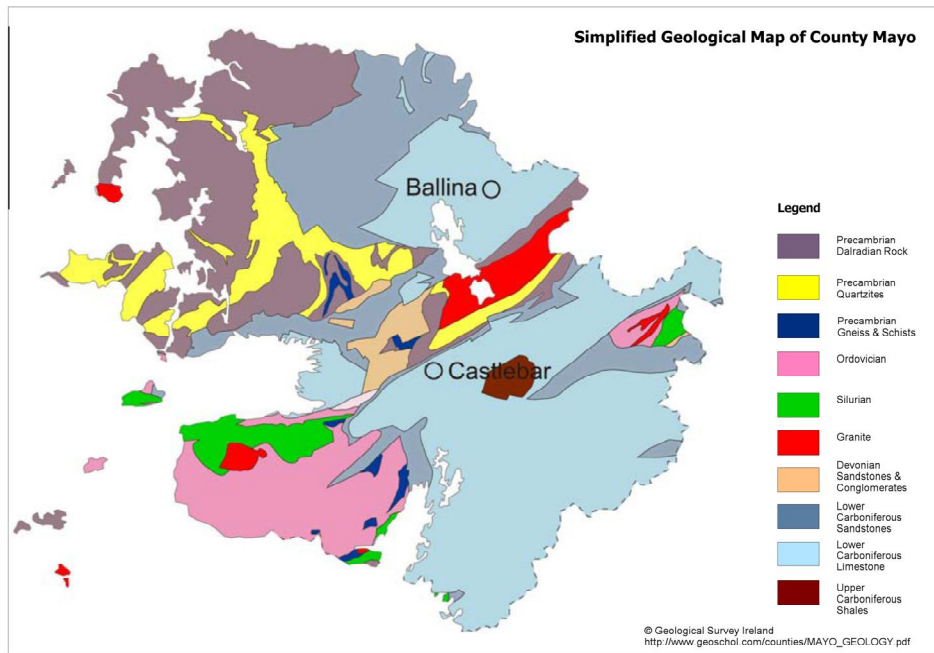 Simplified Geological Map of County Mayo
Ballina
Castlebar
Legend
Precambrian
Dalradian Rock
Precambrian
Quartzites
Precambrian
Gneiss & Schists
Ordovician
Silurian
Granite
Devonian
Sandstones &
Conglomerates
Lower
Carboniferous
Sandstones
Lower
Carboniferous
Limestone
Upper
Carboniferous
Shales
© Geological Survey Ireland
http://www.geoschol.com/counties/MAYO_GEOLOGY.pdf